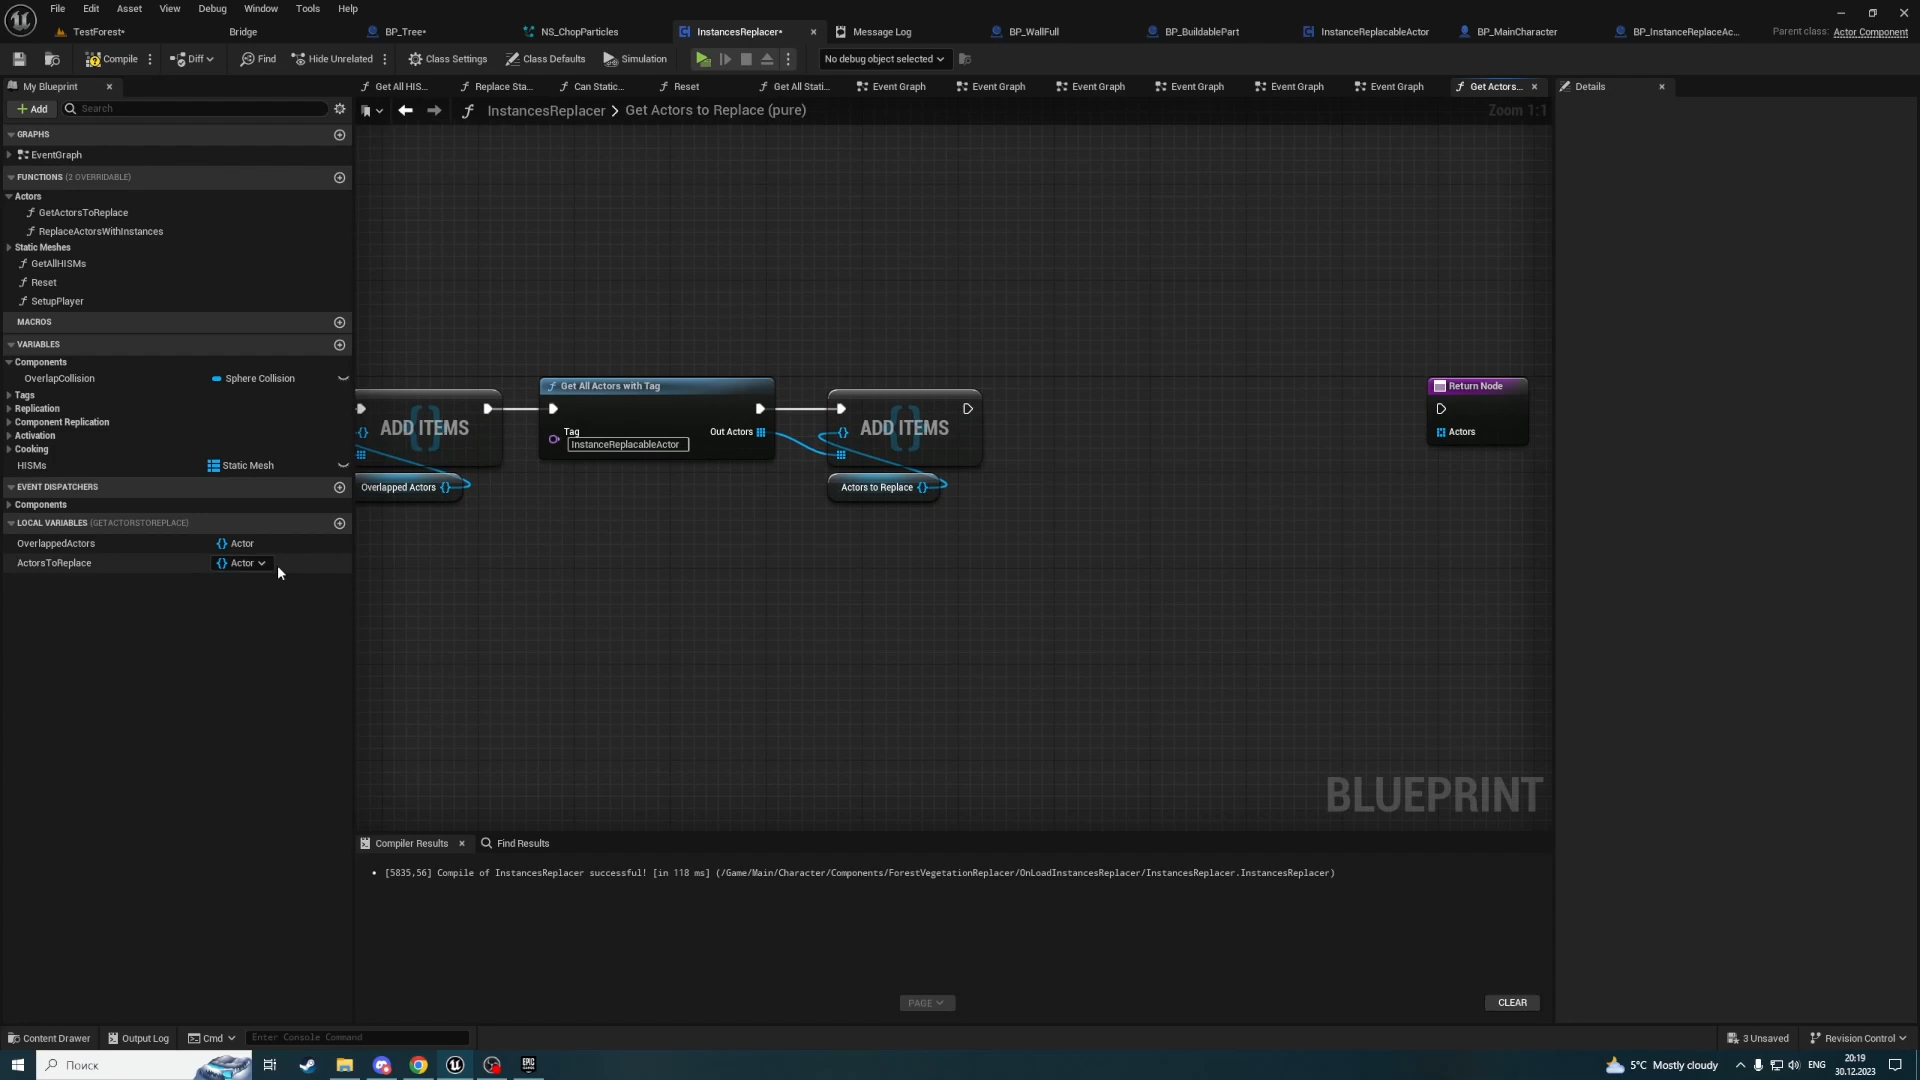 File Edit Asset View Debug Window Tools Help
TestForest* Bridge BP_Tree* NS_ChopParticles InstancesReplacer* Message Log BP_WallFull BP_BuildablePart InstanceReplacableActor BP_MainCharacter BP_InstanceReplaceAc... Parent class: Actor Component
Compile Diff Find Hide Unrelated Class Settings Class Defaults Simulation No debug object selected
My Blueprint Get All HIS... Replace Sta... Can Static... Reset Get All Stati... Event Graph Event Graph Event Graph Event Graph Event Graph Event Graph Get Actors... Details
+ Add Search InstancesReplacer > Get Actors to Replace (pure) Zoom 1:1
GRAPHS
EventGraph
FUNCTIONS (2 OVERRIDABLE)
Actors
GetActorsToReplace
ReplaceActorsWithInstances
Static Meshes
GetAllHISMs
Reset
SetupPlayer
MACROS
VARIABLES
Components
OverlapCollision Sphere Collision
Tags
Replication
Component Replication
Activation
Cooking
HISMs Static Mesh
EVENT DISPATCHERS
Components
LOCAL VARIABLES (GETACTORSTOREPLACE)
OverlappedActors Actor
ActorsToReplace Actor
ADD ITEMS
Overlapped Actors
Get All Actors with Tag
Tag
InstanceReplacableActor
Out Actors
ADD ITEMS
Actors to Replace
Return Node
Actors
BLUEPRINT
Compiler Results Find Results
[5835,56] Compile of InstancesReplacer successful! [in 118 ms] (/Game/Main/Character/Components/ForestVegetationReplacer/OnLoadInstancesReplacer/InstancesReplacer.InstancesReplacer)
PAGE CLEAR
Content Drawer Output Log Cmd Enter Console Command 3 Unsaved Revision Control
Поиск 5°C Mostly cloudy ENG 20:19
30.12.2023